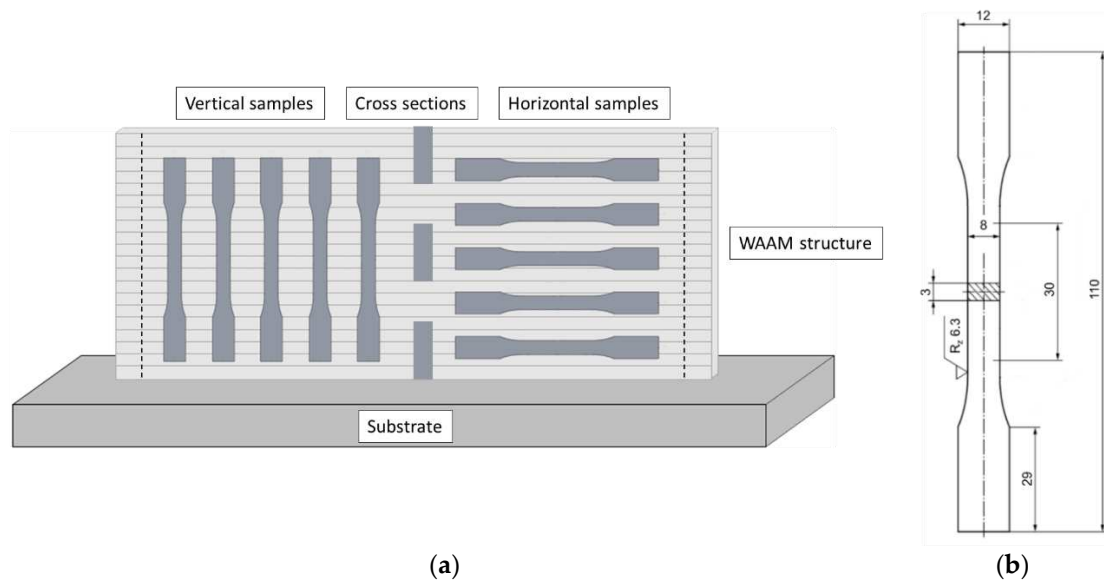 Vertical samples
Cross sections
Horizontal samples
WAAM structure
Substrate
(a)
12
8
3
30
110
Rz 6.3
29
(b)